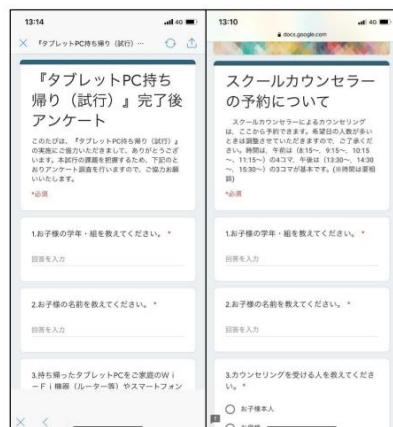 13:14
4G
『タブレットPC持ち帰り（試行）…
『タブレットPC持ち
帰り（試行）』完了後
アンケート
このたびは、『タブレットPC持ち帰り（試行）』
の実施にご協力いただきまして、ありがとうござ
います。本試行の課題を把握するため、下記のと
おりアンケート調査を行いますので、ご協力お願
いいたします。
*必須
1.お子様の学年・組を教えてください。 *
回答を入力
2.お子様の名前を教えてください。 *
回答を入力
3.持ち帰ったタブレットPCをご家庭のWi
－Fi機器（ルーター等）やスマートフォン
13:10
4G
docs.google.com
スクールカウンセラー
の予約について
スクールカウンセラーによるカウンセリング
は、ここから予約できます。希望日の人数が多い
ときは調整させていただきますので、ご了承くだ
さい。時間は、午前は（8:15～、9:15～、10:15
～、11:15～）の4コマ、午後は（13:30～、14:30
～、15:30～）の3コマが基本です。(※時間は要相
談)
*必須
1.お子様の学年・組を教えてください。 *
回答を入力
2.お子様の名前を教えてください。 *
回答を入力
3.カウンセリングを受ける人を教えてくださ
い。 *
お子様本人